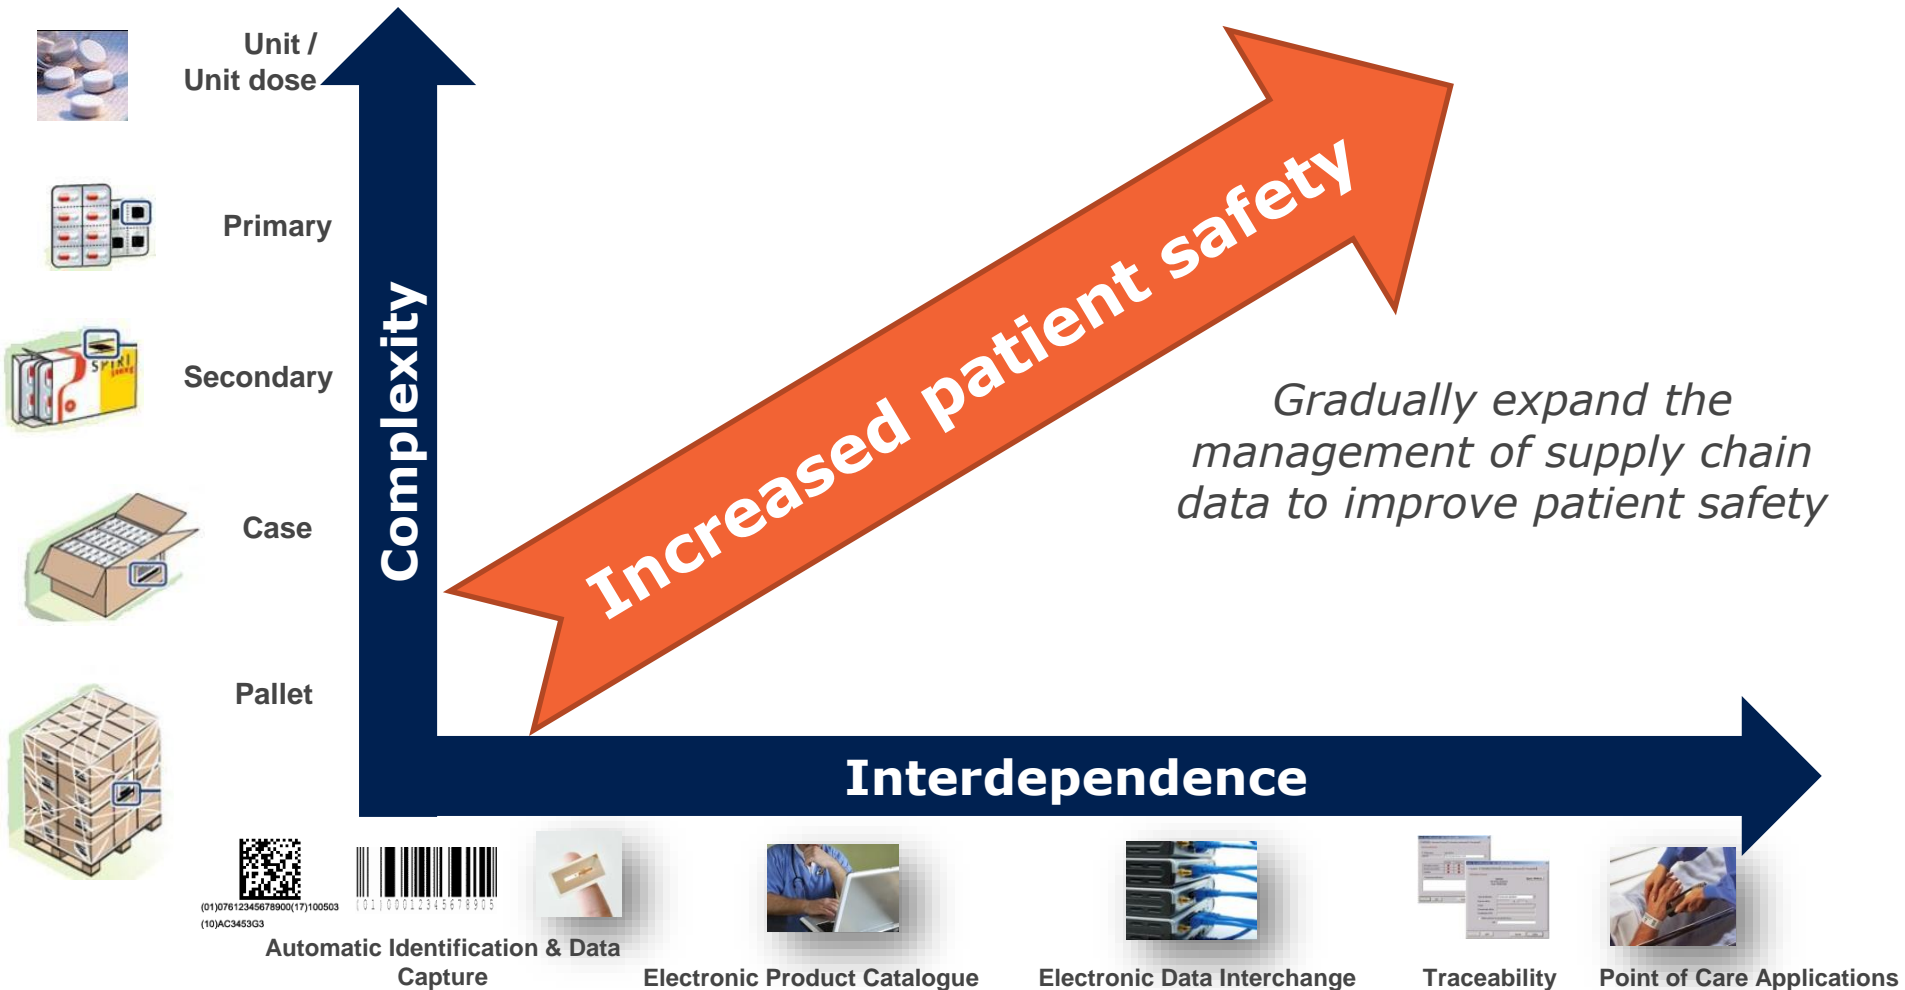 Unit /
Unit dose
Primary
Secondary
Case
Pallet
Complexity
Increased patient safety
Gradually expand the
management of supply chain
data to improve patient safety
Interdependence
(01)07612345678900(17)100503
(10)AC3453G3
(01)00012345678905
Automatic Identification & Data
Capture
Electronic Product Catalogue
Electronic Data Interchange
Traceability
Point of Care Applications